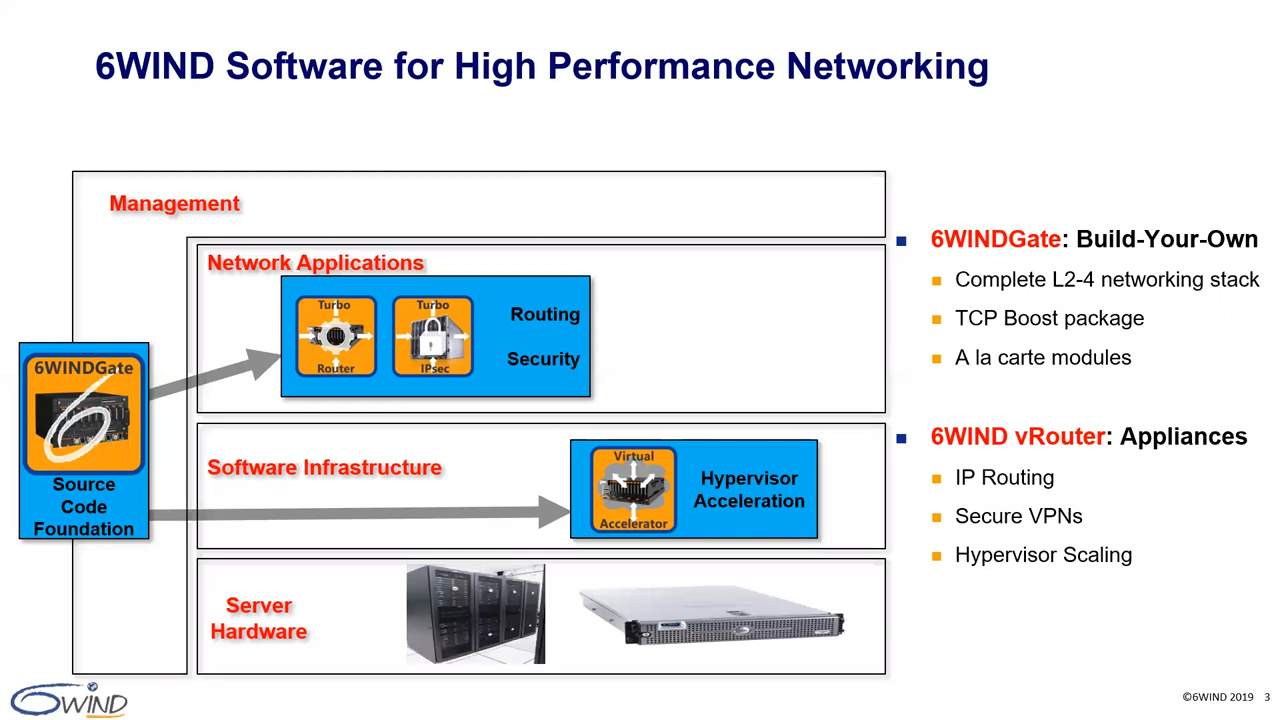 6WIND Software for High Performance Networking
Management
Network Applications
Turbo
Router
Turbo
IPsec
Routing
Security
6WINDGate
6
Source
Code
Foundation
Software Infrastructure
Virtual
Accelerator
Hypervisor
Acceleration
Server
Hardware
6WINDGate: Build-Your-Own
Complete L2-4 networking stack
TCP Boost package
A la carte modules
6WIND vRouter: Appliances
IP Routing
Secure VPNs
Hypervisor Scaling
6WIND
©6WIND 2019 3